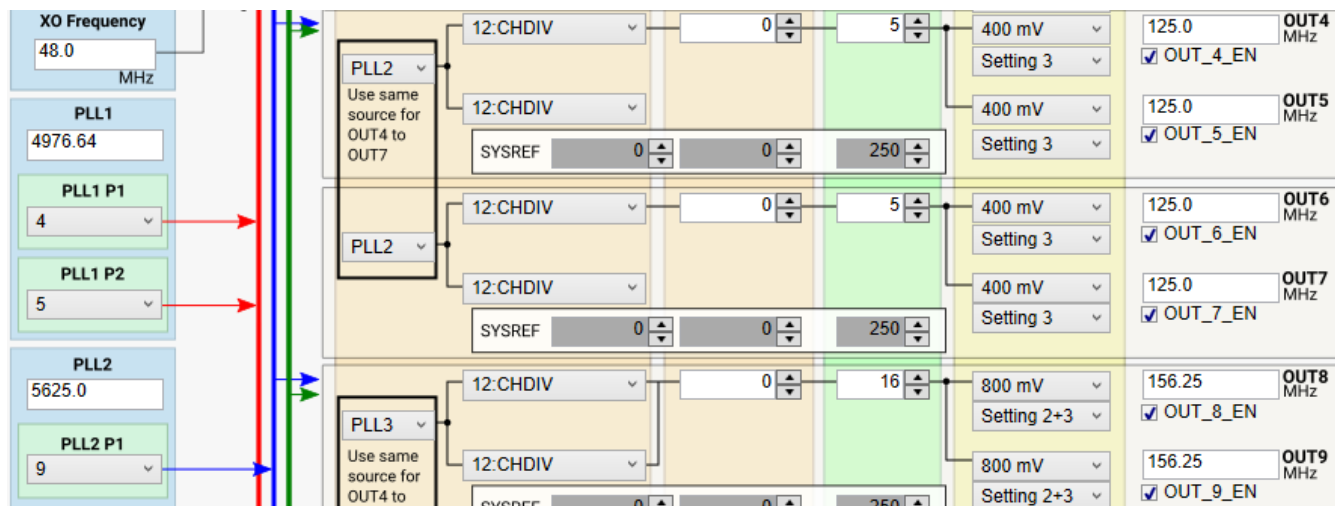 XO Frequency
48.0
MHz
PLL1
4976.64
PLL1 P1
4
PLL1 P2
5
PLL2
5625.0
PLL2 P1
9
PLL2
Use same
source for
OUT4 to
OUT7
12:CHDIV 0 5 400 mV 125.0 OUT4
MHz
Setting 3 OUT_4_EN
12:CHDIV 400 mV 125.0 OUT5
MHz
Setting 3 OUT_5_EN
SYSREF 0 0 250
PLL2
12:CHDIV 0 5 400 mV 125.0 OUT6
MHz
Setting 3 OUT_6_EN
12:CHDIV 400 mV 125.0 OUT7
MHz
Setting 3 OUT_7_EN
SYSREF 0 0 250
PLL3
Use same
source for
OUT4 to
12:CHDIV 0 16 800 mV 156.25 OUT8
MHz
Setting 2+3 OUT_8_EN
12:CHDIV 800 mV 156.25 OUT9
MHz
Setting 2+3 OUT_9_EN
SYSREF 0 0 250